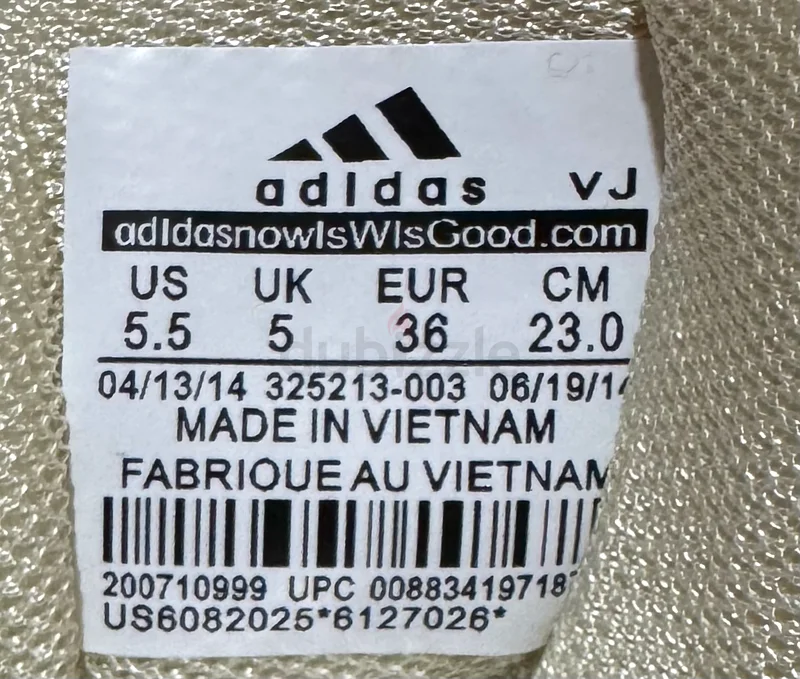 adidas VJ
adIdasnowIsWIsGood.com
US UK EUR CM
5.5 5 36 23.0
04/13/14 325213-003 06/19/14
MADE IN VIETNAM
FABRIQUE AU VIETNAM
200710999 UPC 00883419718
US6082025*6127026*
dubizzle